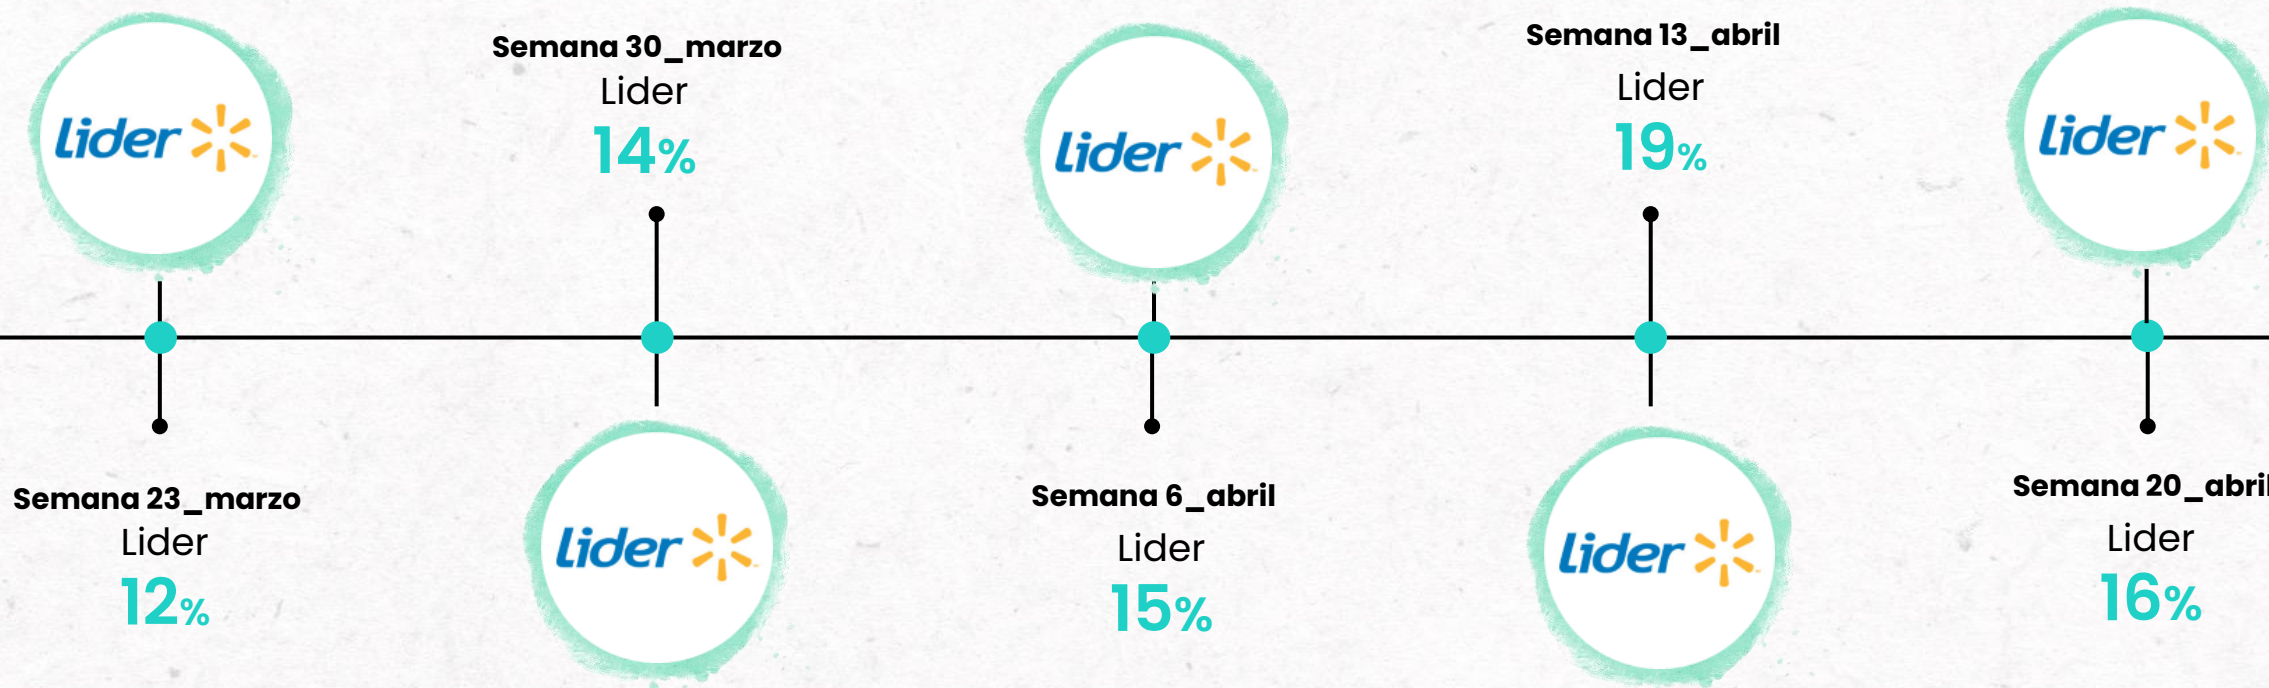 lider
Semana 23_marzo
Lider
12%
Semana 30_marzo
Lider
14%
lider
lider
Semana 6_abril
Lider
15%
Semana 13_abril
Lider
19%
lider
lider
Semana 20_abril
Lider
16%